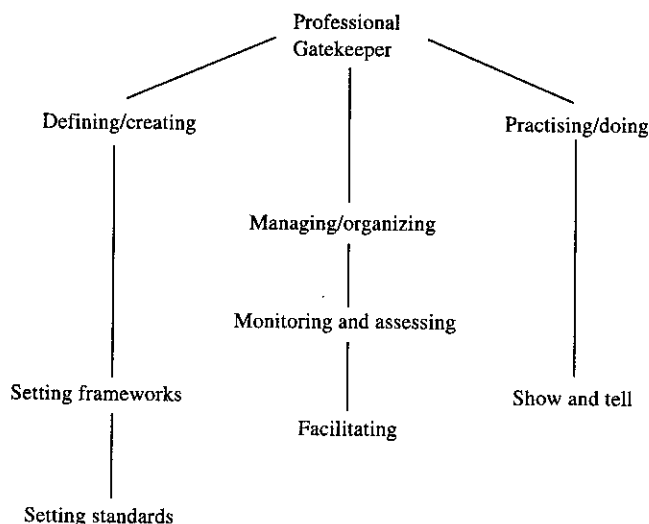 Professional
Gatekeeper
Defining/creating
Practising/doing
Managing/organizing
Monitoring and assessing
Setting frameworks
Show and tell
Facilitating
Setting standards